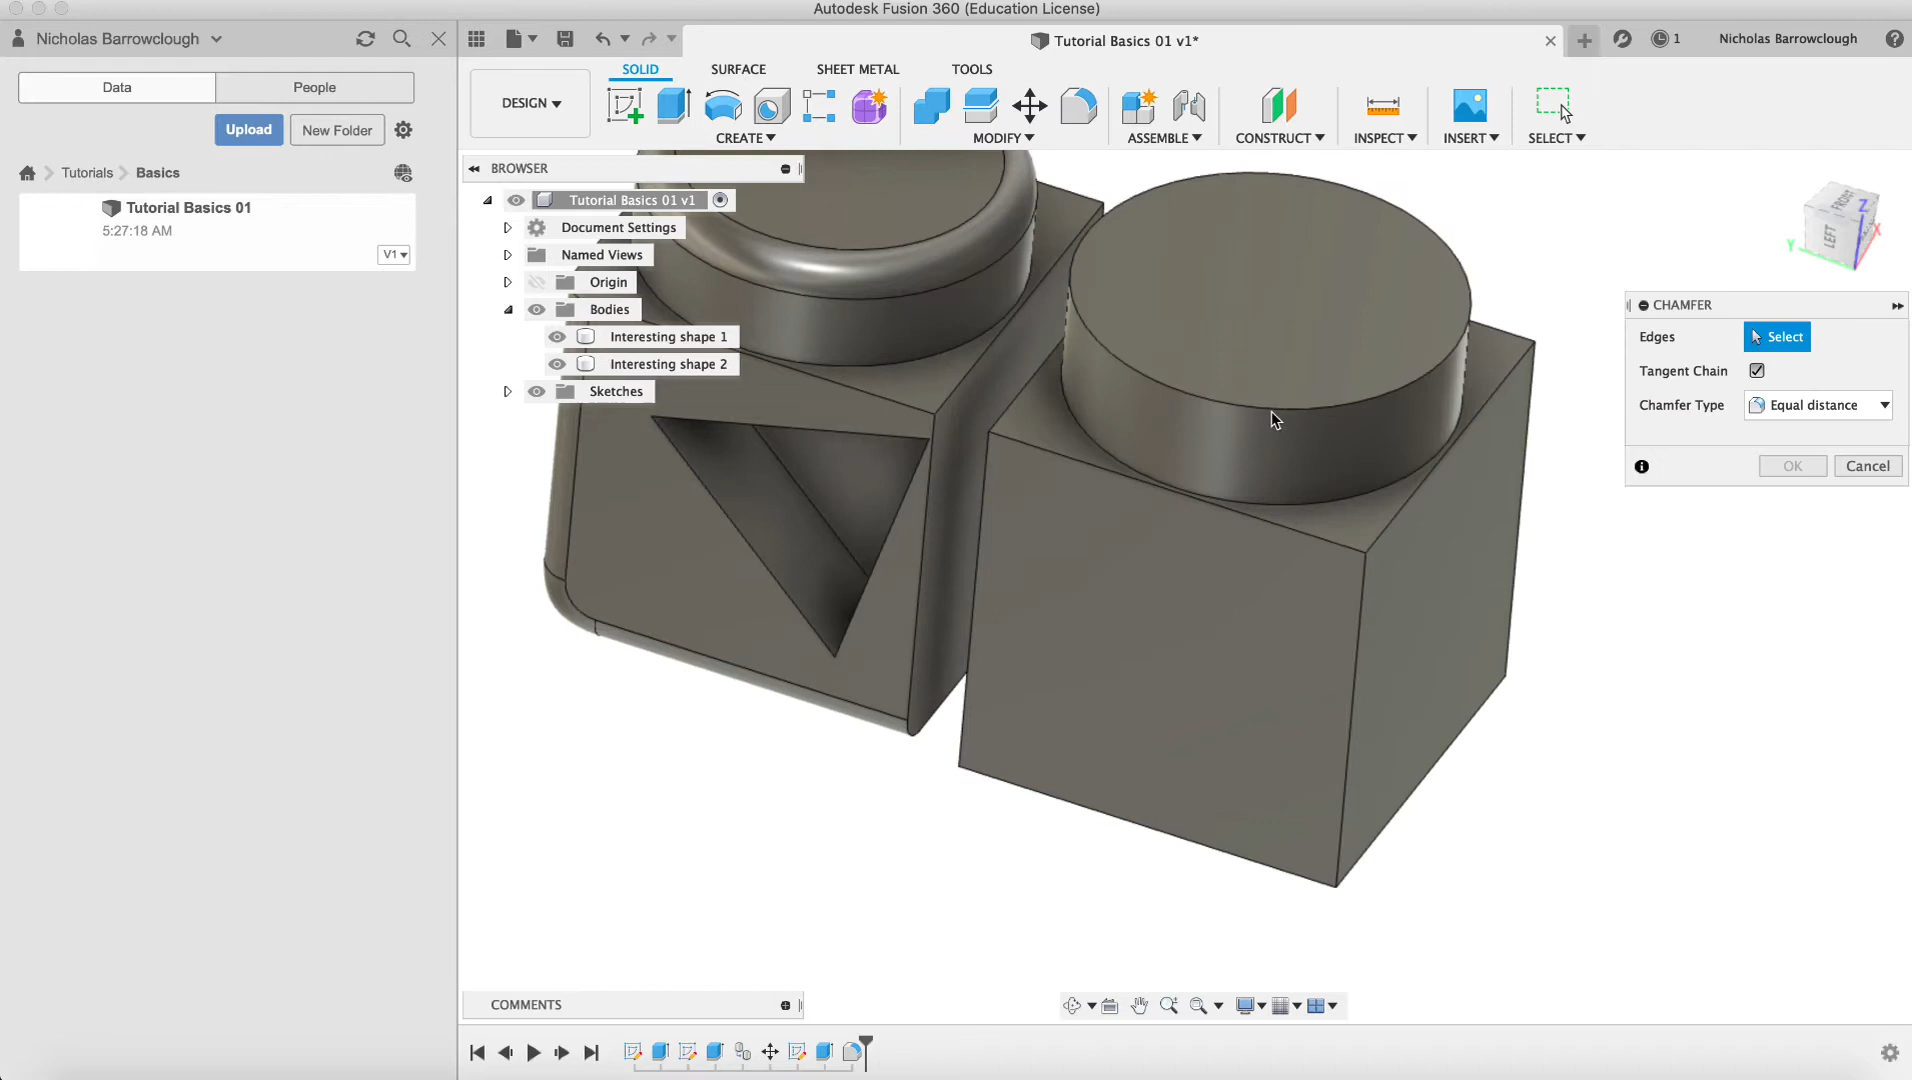 Autodesk Fusion 360 (Education License)
Nicholas Barrowclough
Tutorial Basics 01 v1*
1
Nicholas Barrowclough
Data
People
Upload
New Folder
Tutorials
Basics
Tutorial Basics 01
5:27:18 AM
V1
DESIGN
SOLID
SURFACE
SHEET METAL
TOOLS
CREATE
MODIFY
ASSEMBLE
CONSTRUCT
INSPECT
INSERT
SELECT
BROWSER
Tutorial Basics 01 v1
Document Settings
Named Views
Origin
Bodies
Interesting shape 1
Interesting shape 2
Sketches
FRONT
LEFT
Z
X
Y
CHAMFER
Edges
Select
Tangent Chain
Chamfer Type
Equal distance
OK
Cancel
COMMENTS